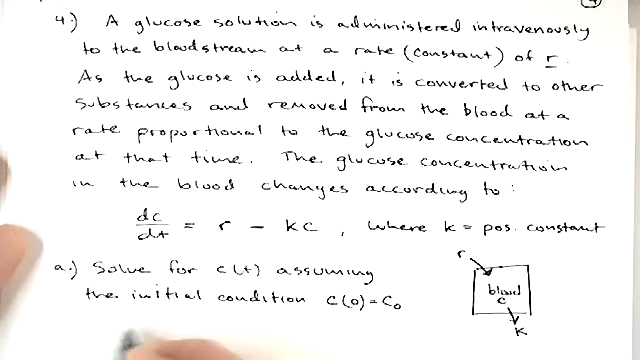 4
4.) A glucose solution is administered intravenously
to the bloodstream at a rate (constant) of r.
As the glucose is added, it is converted to other
substances and removed from the blood at a
rate proportional to the glucose concentration
at that time. The glucose concentration
in the blood changes according to:
dc/dt = r - kc, where k = pos. constant
a.) Solve for c(t) assuming
the initial condition c(0) = c₀
r
blood
c
k